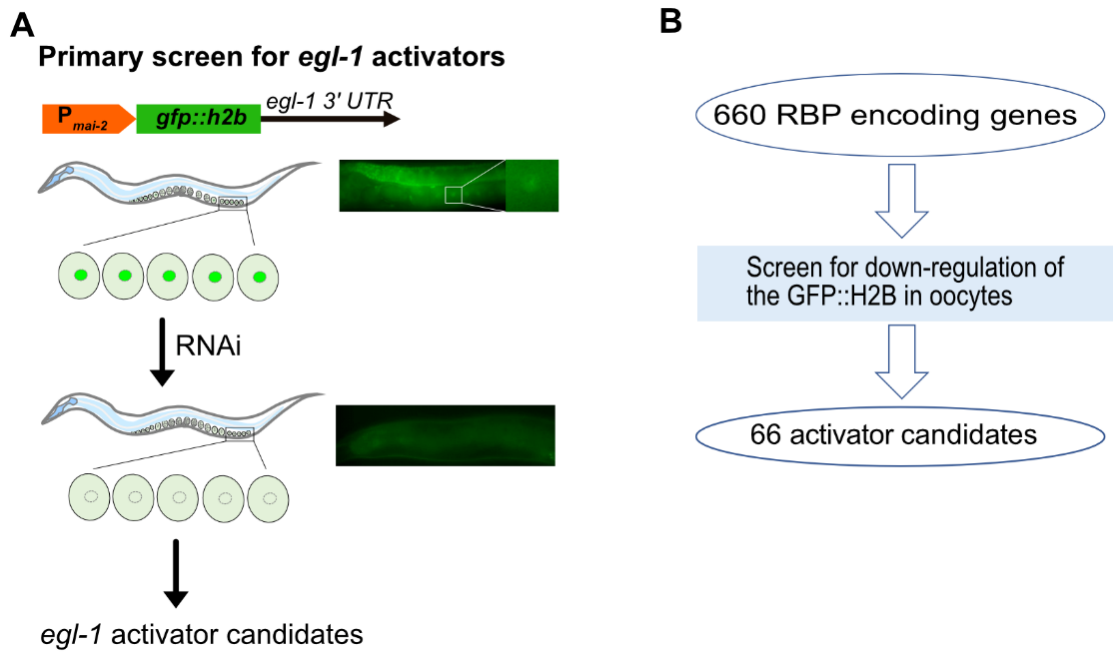 A
Primary screen for egl-1 activators
P mai-2
gfp::h2b
egl-1 3' UTR
RNAi
egl-1 activator candidates
B
660 RBP encoding genes
Screen for down-regulation of
the GFP::H2B in oocytes
66 activator candidates